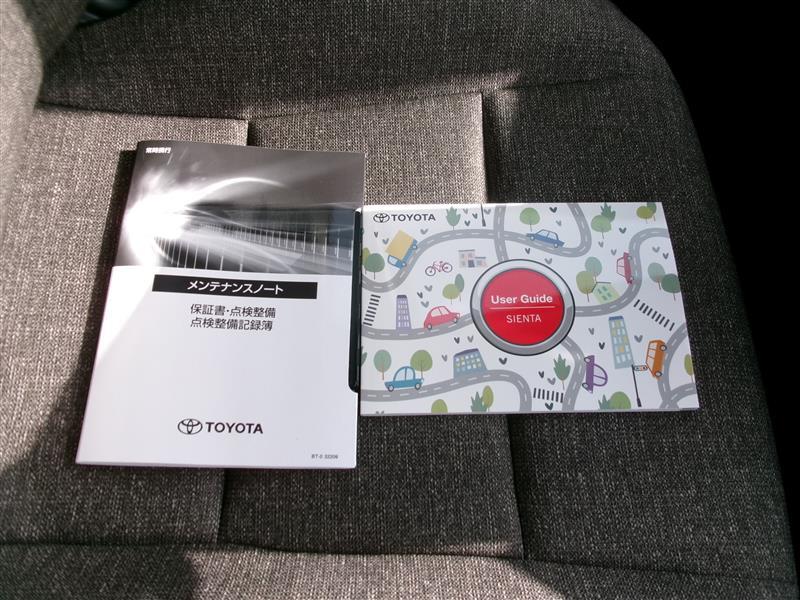 常時携行
メンテナンスノート
保証書・点検整備
点検整備記録簿
TOYOTA
TOYOTA
User Guide
SIENTA